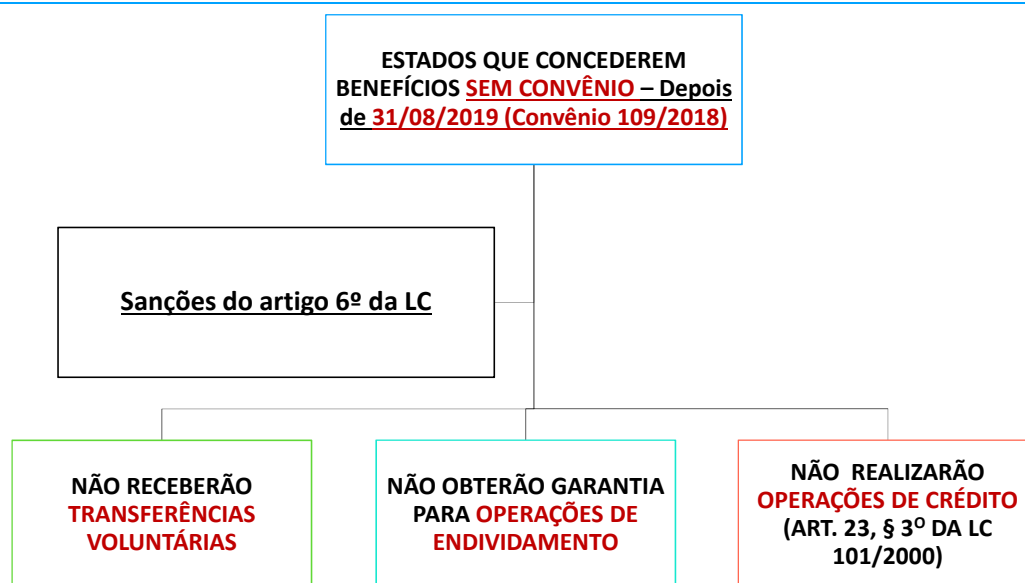 ESTADOS QUE CONCEDEREM
BENEFÍCIOS SEM CONVÊNIO – Depois
de 31/08/2019 (Convênio 109/2018)
Sanções do artigo 6º da LC
NÃO RECEBERÃO
TRANSFERÊNCIAS
VOLUNTÁRIAS
NÃO OBTERÃO GARANTIA
PARA OPERAÇÕES DE
ENDIVIDAMENTO
NÃO REALIZARÃO
OPERAÇÕES DE CRÉDITO
(ART. 23, § 3º DA LC
101/2000)